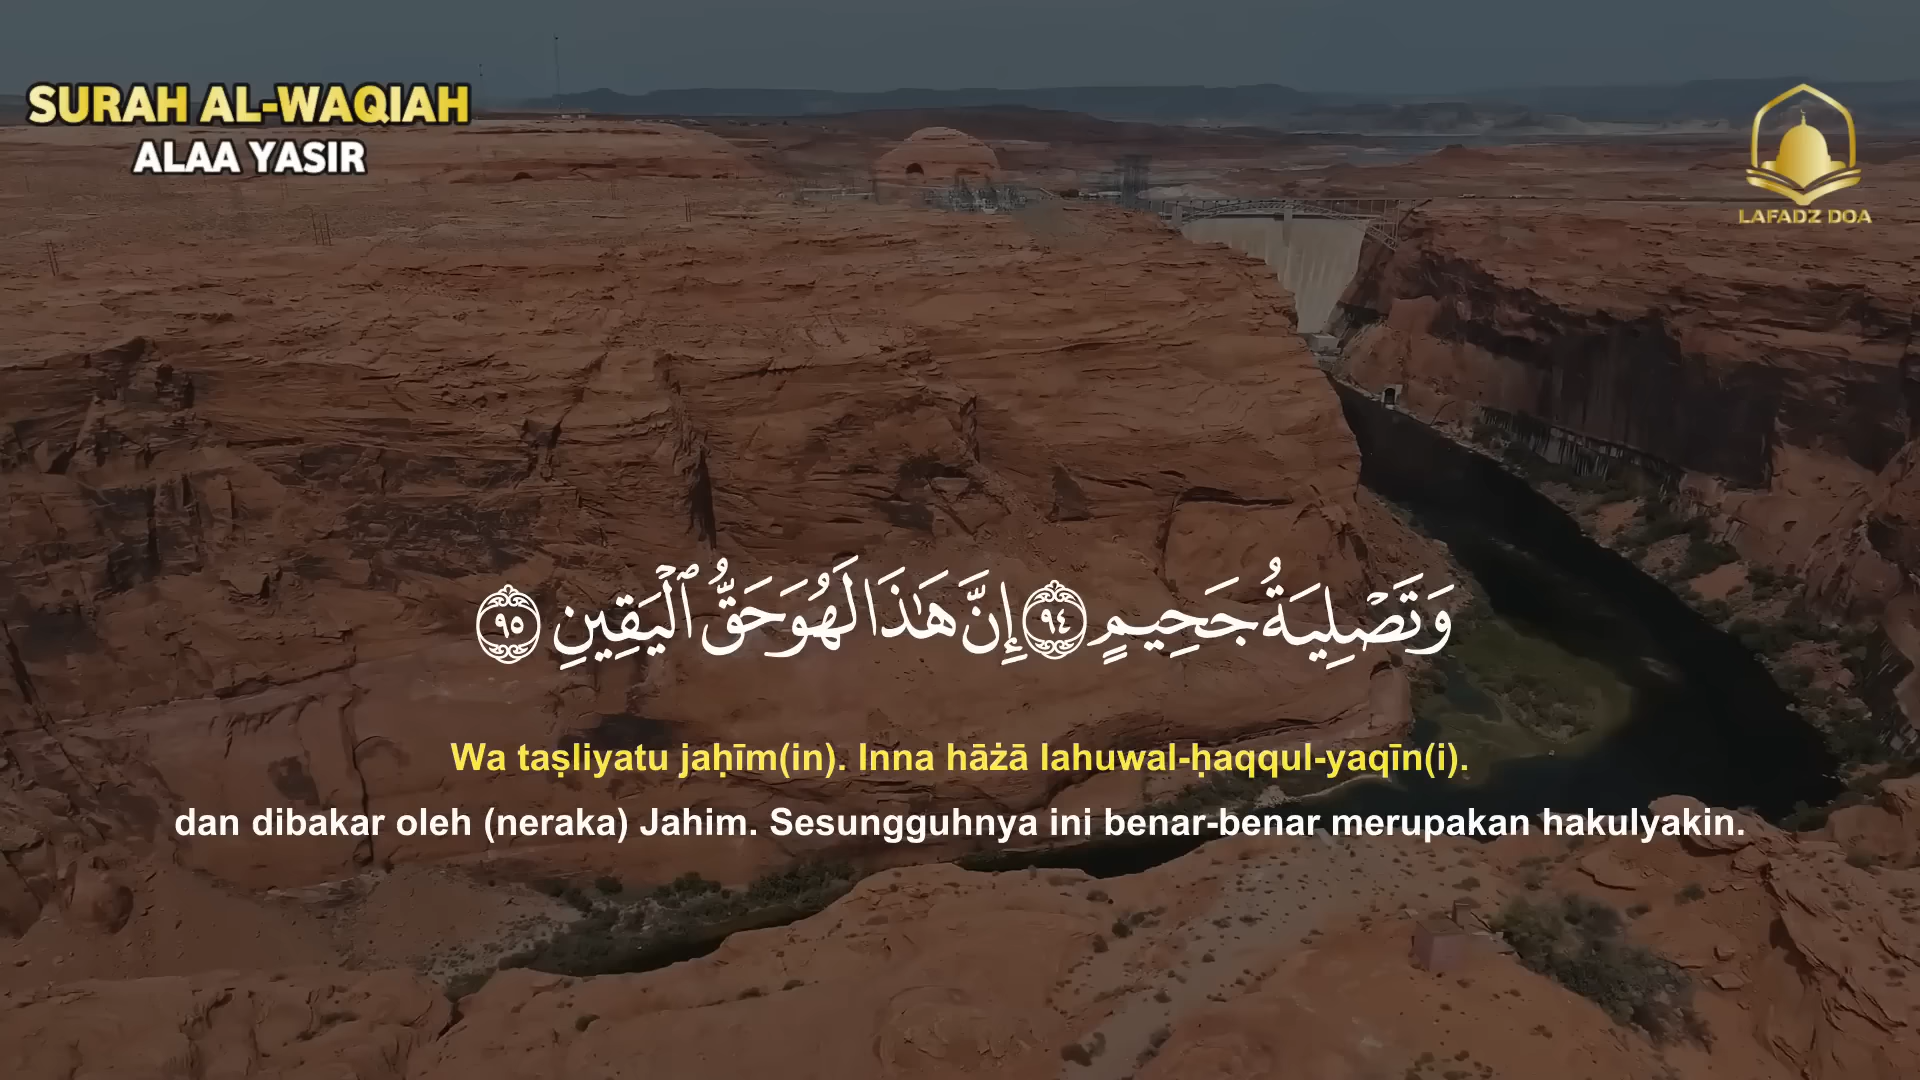 SURAH AL-WAQIAH
ALAA YASIR
LAFADZ DOA
وَتَصْلِيَةُ جَحِيمٍ ٩٤ إِنَّ هَٰذَا لَهُوَ حَقُّ ٱلْيَقِينِ ٩٥
Wa taṣliyatu jaḥīm(in). Inna hāżā lahuwal-ḥaqqul-yaqīn(i).
dan dibakar oleh (neraka) Jahim. Sesungguhnya ini benar-benar merupakan hakulyakin.